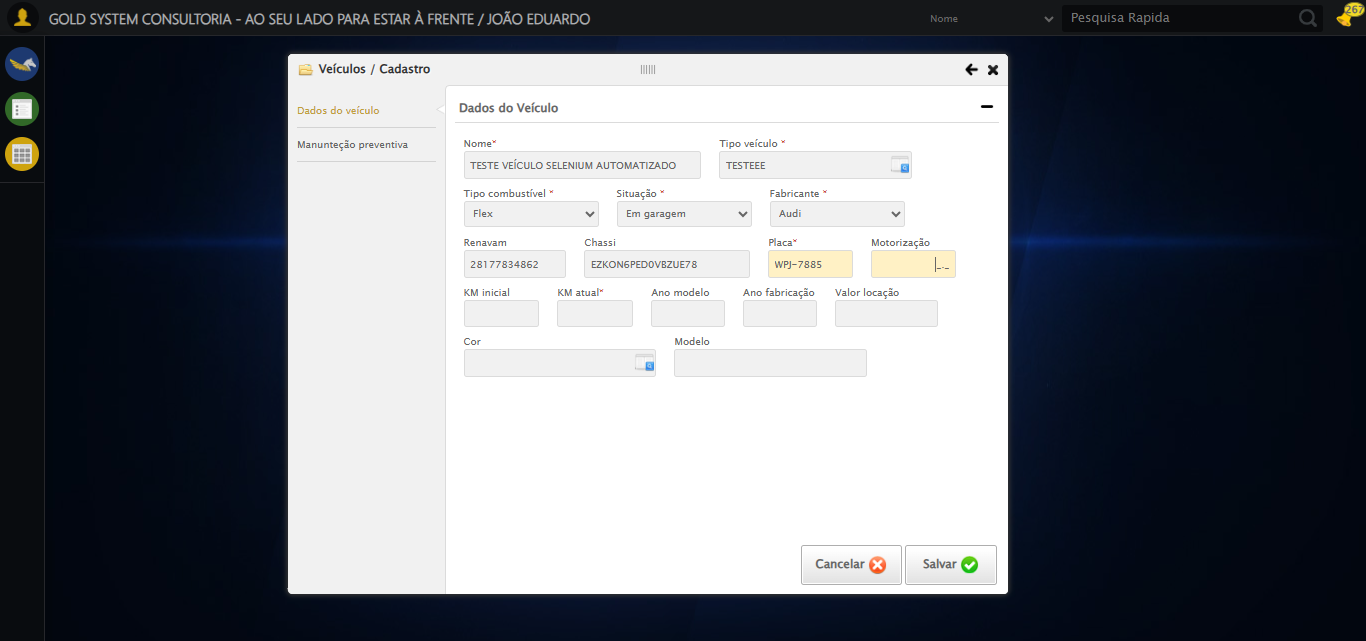 GOLD SYSTEM CONSULTORIA - AO SEU LADO PARA ESTAR À FRENTE / JOÃO EDUARDO
Nome
Pesquisa Rapida
267
Veículos / Cadastro
Dados do veículo
Manunteção preventiva
Dados do Veículo
Nome*
Tipo veículo *
TESTE VEÍCULO SELENIUM AUTOMATIZADO
TESTEEE
Tipo combustível *
Situação *
Fabricante *
Flex
Em garagem
Audi
Renavam
Chassi
Placa*
Motorização
28177834862
EZKON6PED0VBZUE78
WPJ-7885
_._
KM inicial
KM atual*
Ano modelo
Ano fabricação
Valor locação
Cor
Modelo
Cancelar
Salvar